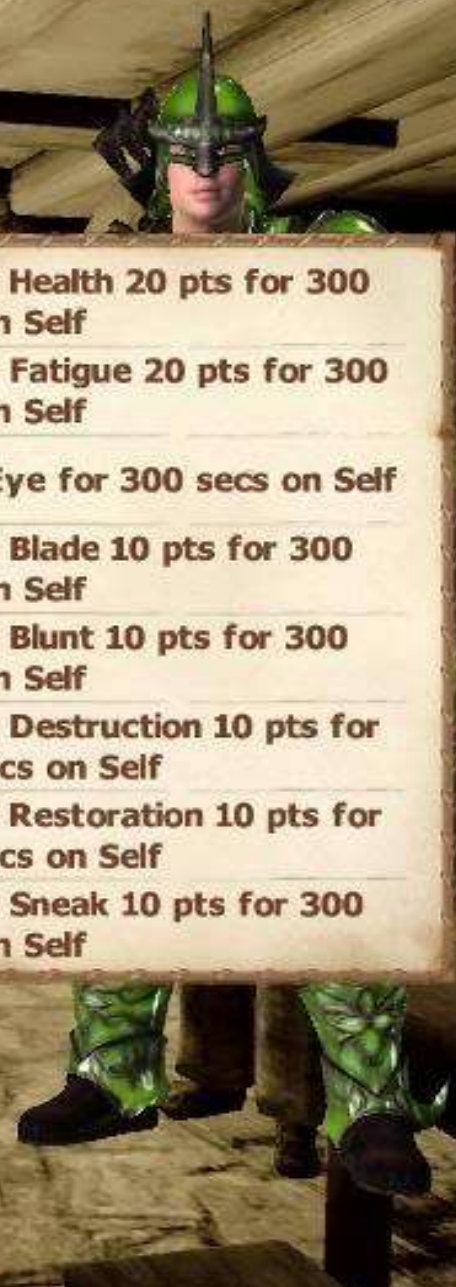 Health 20 pts for 300
n Self
Fatigue 20 pts for 300
n Self
Eye for 300 secs on Self
Blade 10 pts for 300
n Self
Blunt 10 pts for 300
n Self
Destruction 10 pts for
cs on Self
Restoration 10 pts for
cs on Self
Sneak 10 pts for 300
n Self